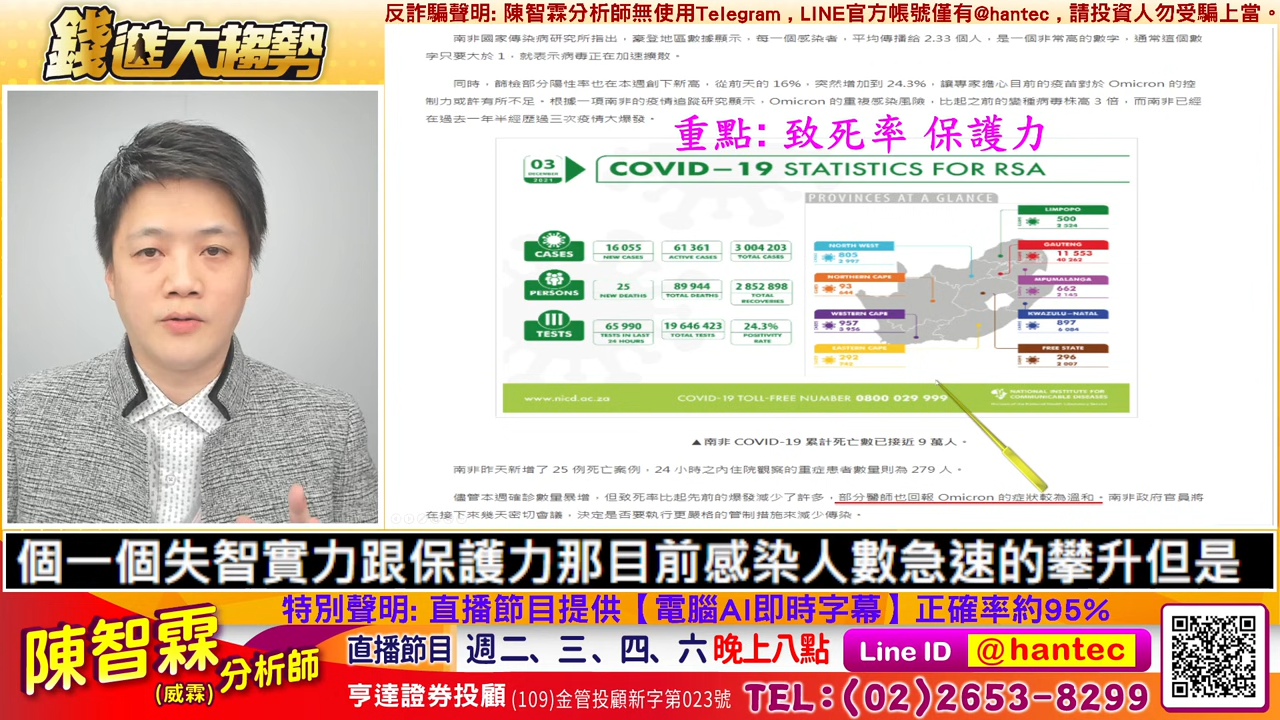 反詐騙聲明: 陳智霖分析師無使用Telegram , LINE官方帳號僅有@hantec , 請投資人勿受騙上當。
錢進大趨勢
南非國家傳染病研究所指出，豪登地區數據顯示，每一個感染者，平均傳播給 2.33 個人，是一個非常高的數字，通常這個數
字只要大於 1，就表示病毒正在加速擴散。
同時，篩檢部分陽性率也在本週創下新高，從前天的 16%，突然增加到 24.3%，讓專家擔心目前的疫苗對於 Omicron 的控
制力或許有所不足。根據一項南非的疫情追蹤研究顯示，Omicron 的重複感染風險，比起之前的變種病毒株高 3 倍，而南非已經
在過去一年半經歷過三次疫情大爆發。
重點: 致死率 保護力
03
DECEMBER
2021
COVID-19 STATISTICS FOR RSA
PROVINCES AT A GLANCE
CASES
16 055
NEW CASES
61 361
ACTIVE CASES
3 004 203
TOTAL CASES
PERSONS
25
NEW DEATHS
89 944
TOTAL DEATHS
2 852 898
TOTAL
RECOVERIES
TESTS
65 990
TESTS IN LAST
24 HOURS
19 646 423
TOTAL TESTS
24.3%
POSITIVITY
RATE
NORTH WEST
805
2 997
NORTHERN CAPE
93
644
WESTERN CAPE
957
3 956
EASTERN CAPE
292
LIMPOPO
500
GAUTENG
11 553
40 262
MPUMALANGA
662
2 145
KWAZULU-NATAL
897
6 084
FREE STATE
296
2 007
www.nicd.ac.za
COVID-19 TOLL-FREE NUMBER 0800 029 999
NATIONAL INSTITUTE FOR
COMMUNICABLE DISEASES
▲南非 COVID-19 累計死亡數已接近 9 萬人。
南非昨天新增了 25 例死亡案例，24 小時之內住院觀察的重症患者數量則為 279 人。
儘管本週確診數量暴增，但致死率比起先前的爆發減少了許多，部分醫師也回報 Omicron 的症狀較為溫和。南非政府官員將
在接下來幾天密切會議，決定是否要執行更嚴格的管制措施來減少傳染。
個一個失智實力跟保護力那目前感染人數急速的攀升但是
特別聲明: 直播節目提供【電腦AI即時字幕】正確率約95%
陳智霖
(威霖)
分析師
直播節目 週二、三、四、六 晚上八點
Line ID @hantec
亨達證券投顧 (109)金管投顧新字第023號 TEL:(02)2653-8299